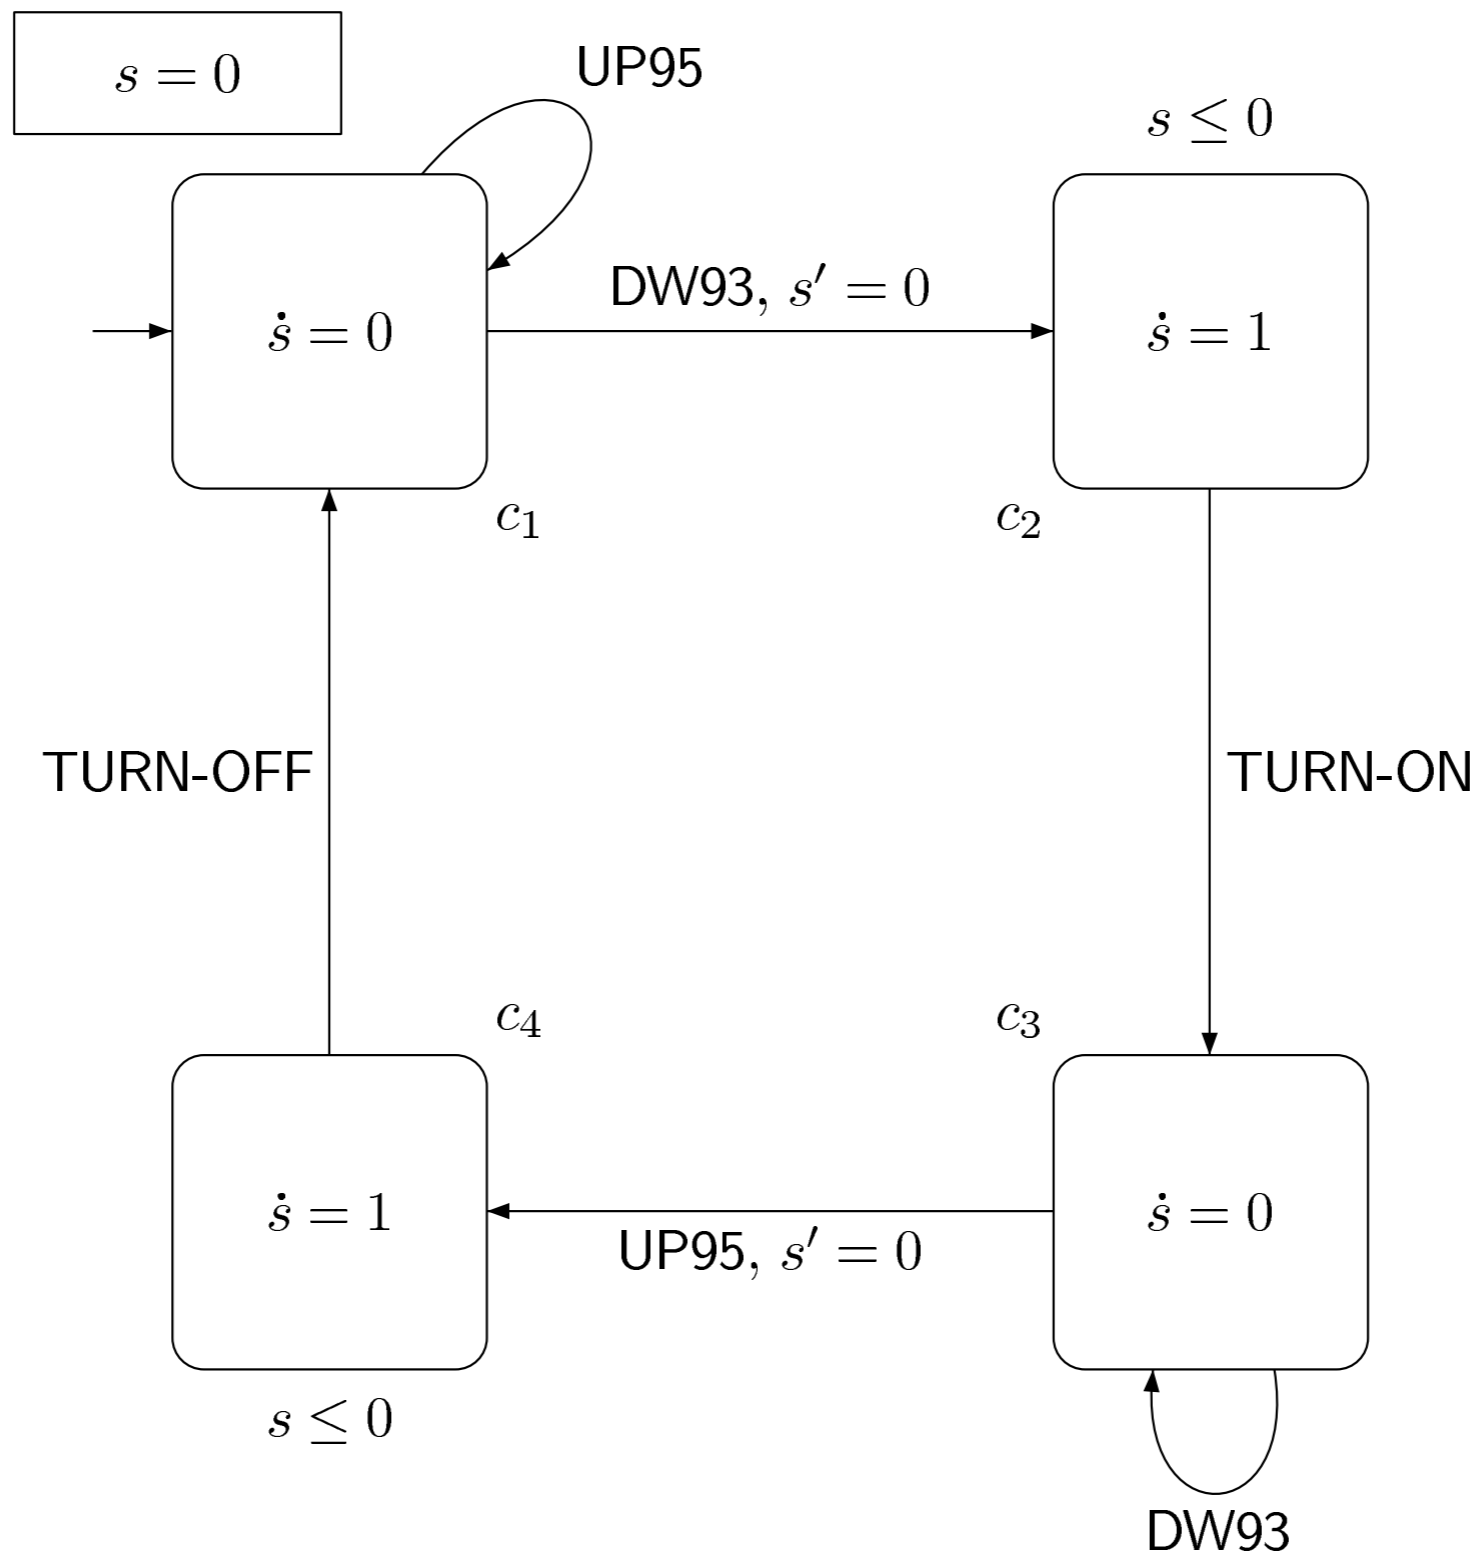 s = 0
UP95
s ≤ 0
DW93, s′ = 0
ṡ = 0
ṡ = 1
c₁
c₂
TURN-OFF
TURN-ON
c₄
c₃
ṡ = 1
ṡ = 0
UP95, s′ = 0
s ≤ 0
DW93